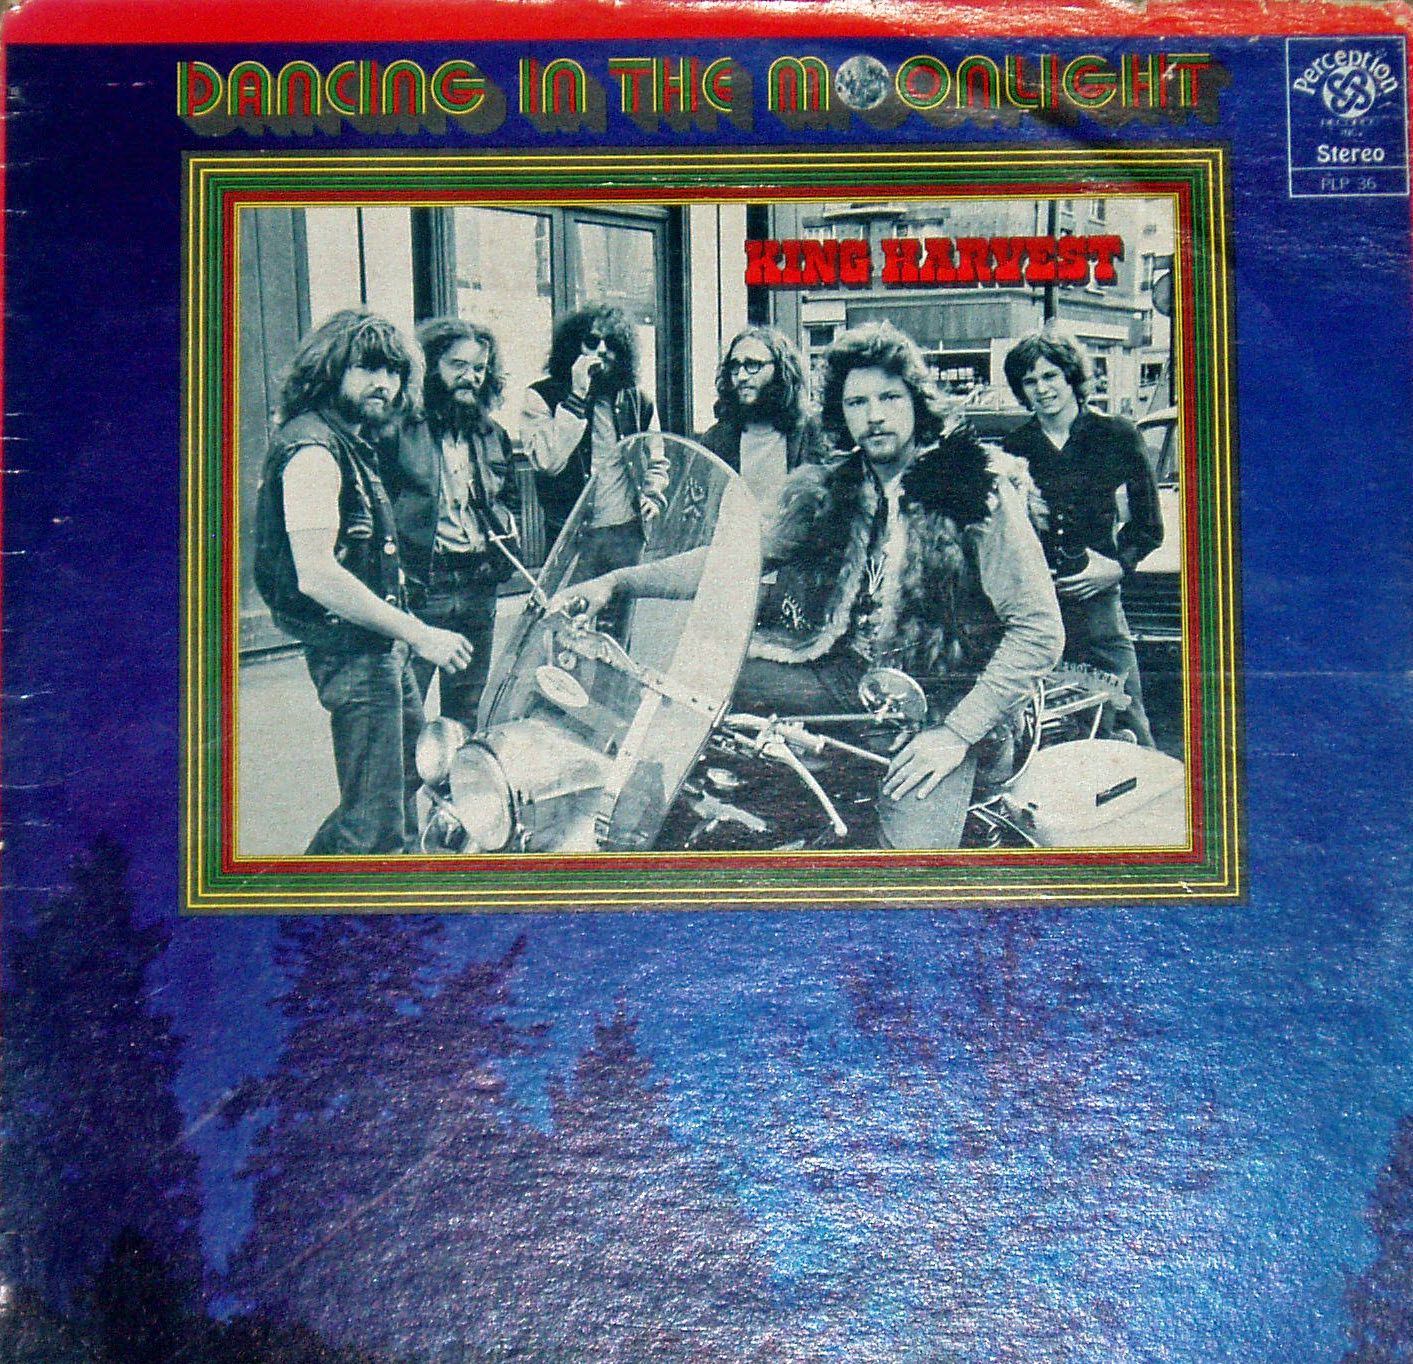 DANCING IN THE MOONLIGHT
Perception
Stereo
PLP 36
KING HARVEST